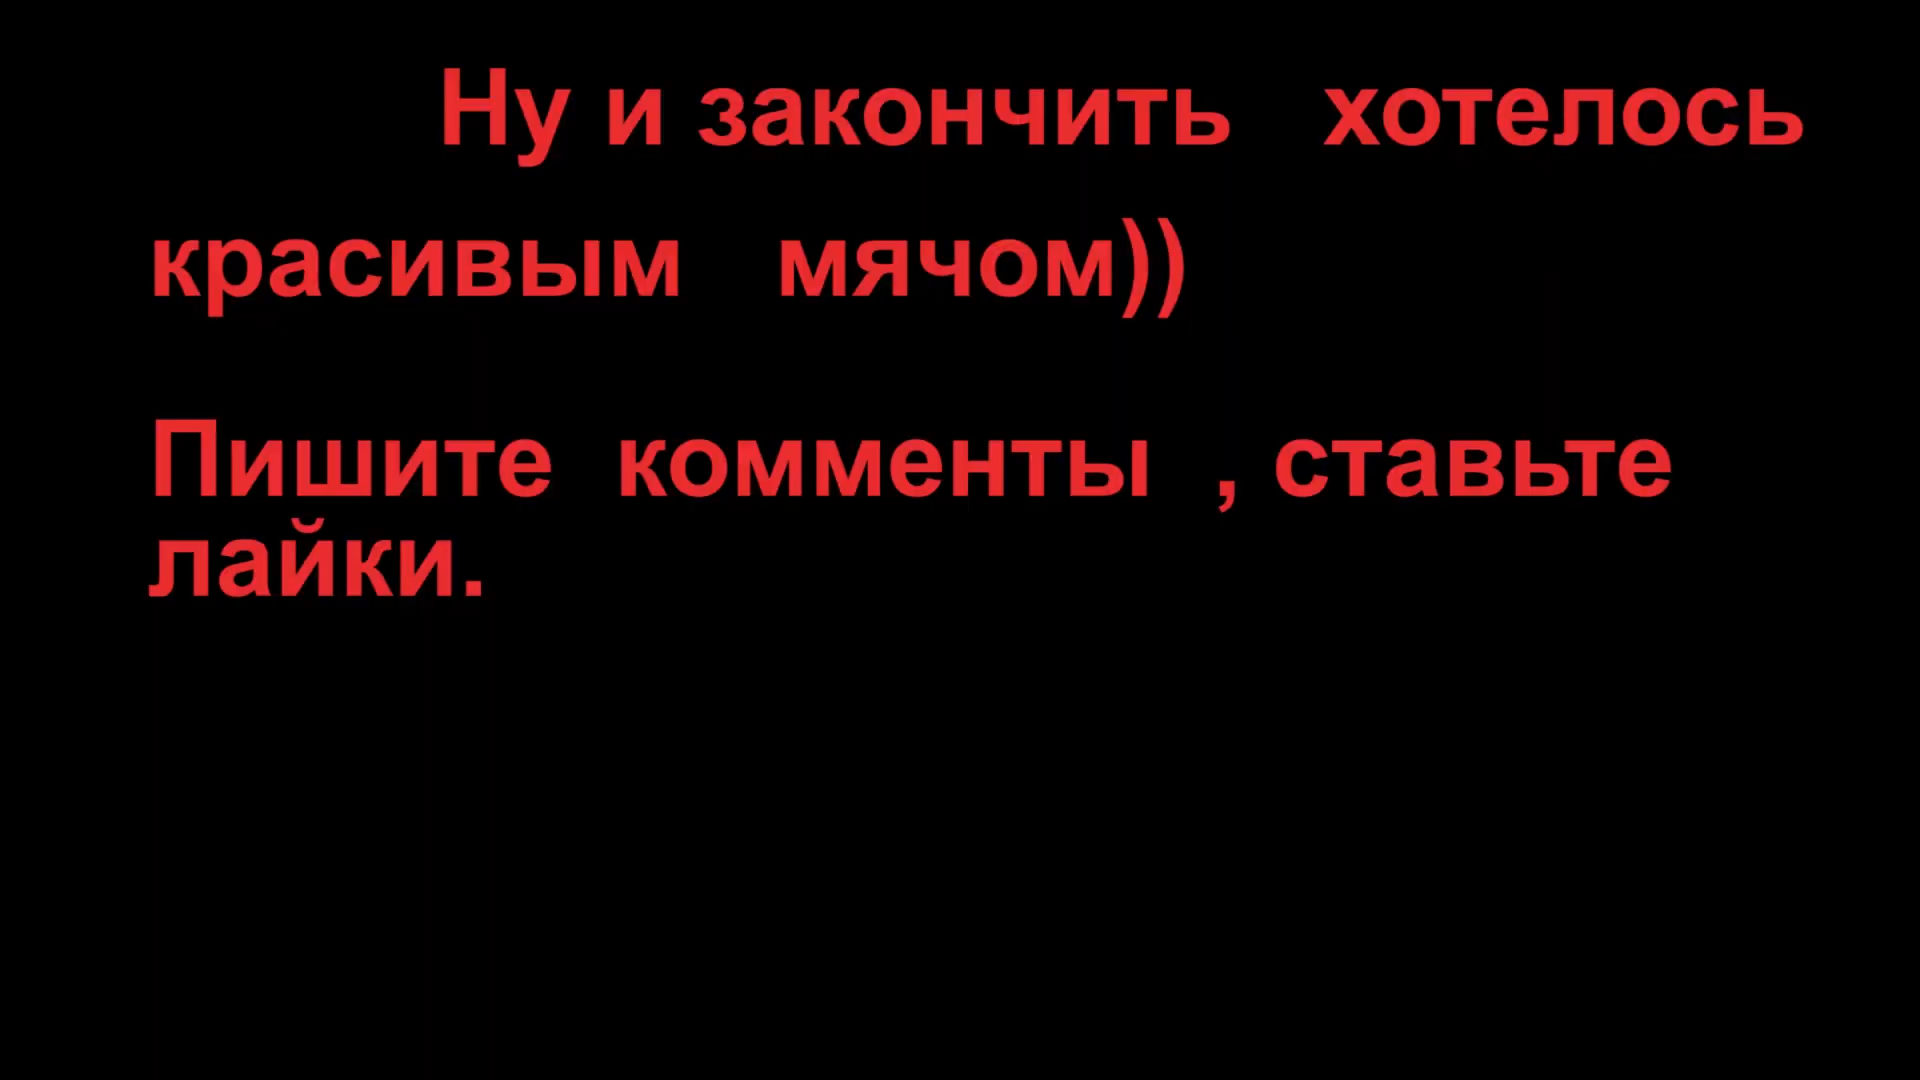 Ну и закончить хотелось
красивым мячом))
Пишите комменты , ставьте
лайки.